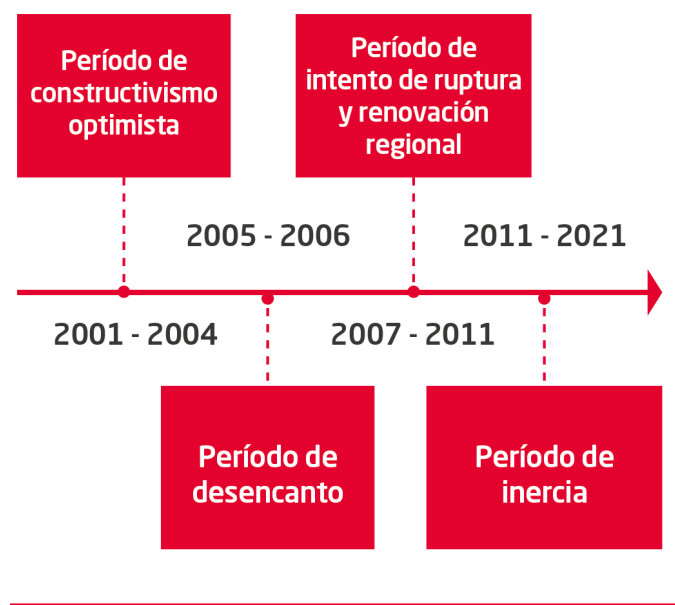 Período de
constructivismo
optimista
Período de
intento de ruptura
y renovación
regional
2005 - 2006
2011 - 2021
2001 - 2004
2007 - 2011
Período de
desencanto
Período de
inercia